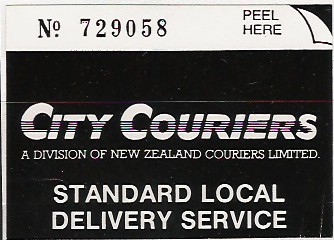 Nº 729058
PEEL
HERE
CITY COURIERS
A DIVISION OF NEW ZEALAND COURIERS LIMITED.
STANDARD LOCAL
DELIVERY SERVICE